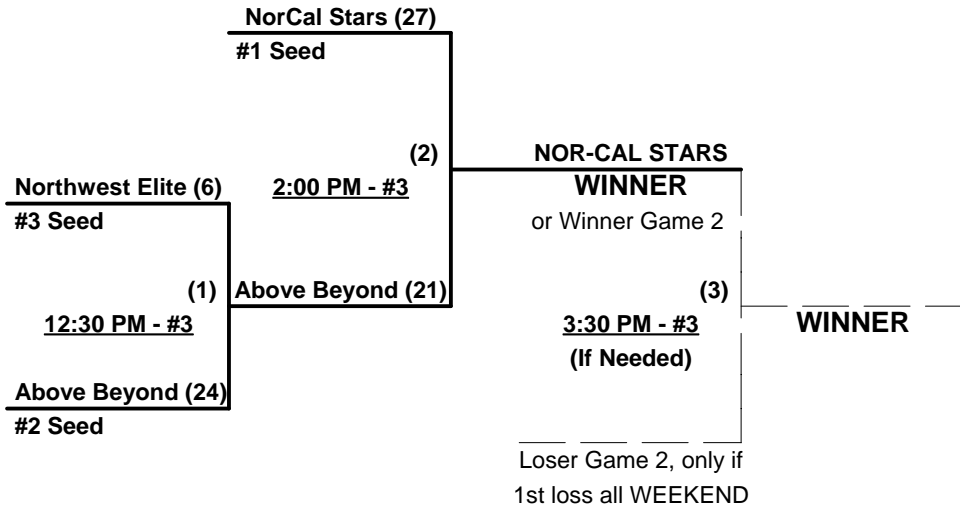 NorCal Stars (27)
#1 Seed
(2)
2:00 PM - #3
NOR-CAL STARS
WINNER
or Winner Game 2
Northwest Elite (6)
#3 Seed
(1)
12:30 PM - #3
Above Beyond (21)
(3)
3:30 PM - #3
(If Needed)
WINNER
Above Beyond (24)
#2 Seed
Loser Game 2, only if
1st loss all WEEKEND